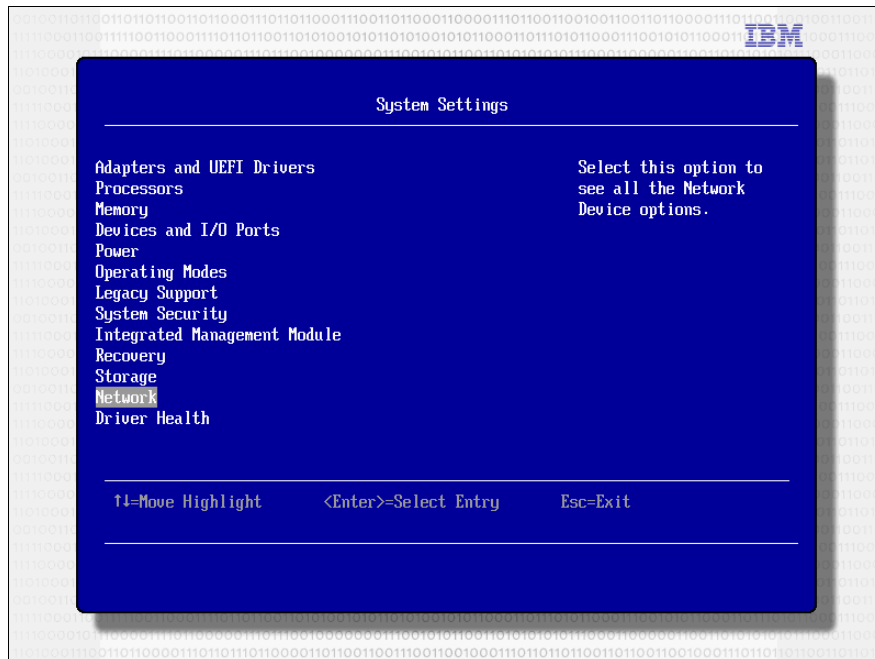 IBM
System Settings
Adapters and UEFI Drivers
Processors
Memory
Devices and I/O Ports
Power
Operating Modes
Legacy Support
System Security
Integrated Management Module
Recovery
Storage
Network
Driver Health
Select this option to
see all the Network
Device options.
↑↓=Move Highlight <Enter>=Select Entry Esc=Exit